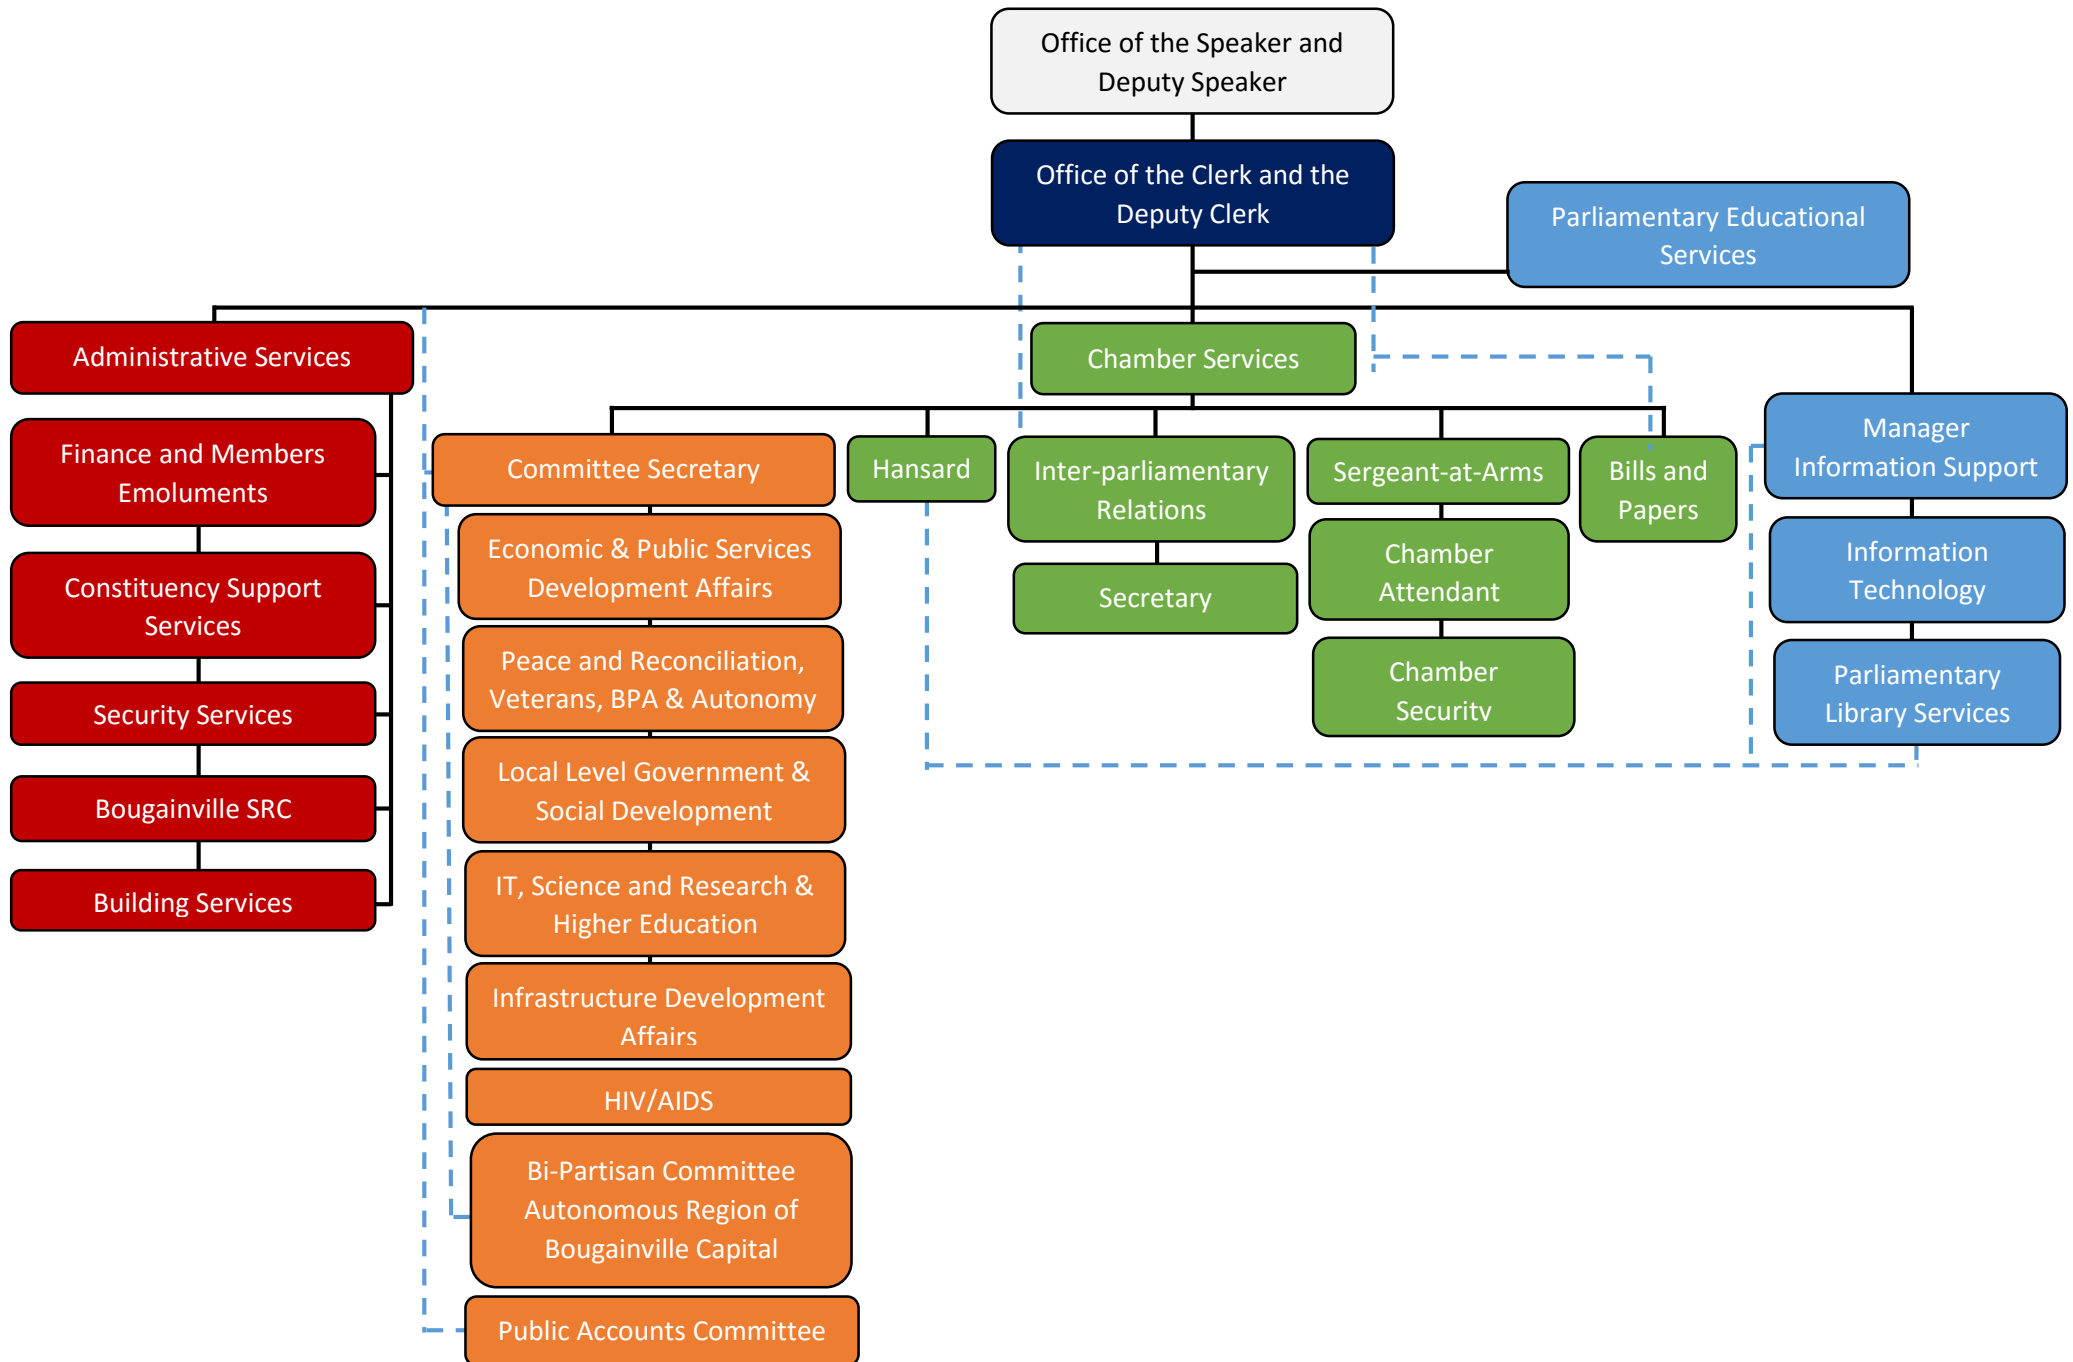 Office of the Speaker and
Deputy Speaker
Office of the Clerk and the
Deputy Clerk
Parliamentary Educational
Services
Administrative Services
Finance and Members
Emoluments
Constituency Support
Services
Security Services
Bougainville SRC
Building Services
Chamber Services
Committee Secretary
Economic & Public Services
Development Affairs
Peace and Reconciliation,
Veterans, BPA & Autonomy
Local Level Government &
Social Development
IT, Science and Research &
Higher Education
Infrastructure Development
Affairs
HIV/AIDS
Bi-Partisan Committee
Autonomous Region of
Bougainville Capital
Public Accounts Committee
Hansard
Inter-parliamentary
Relations
Secretary
Sergeant-at-Arms
Chamber
Attendant
Chamber
Security
Bills and
Papers
Manager
Information Support
Information
Technology
Parliamentary
Library Services